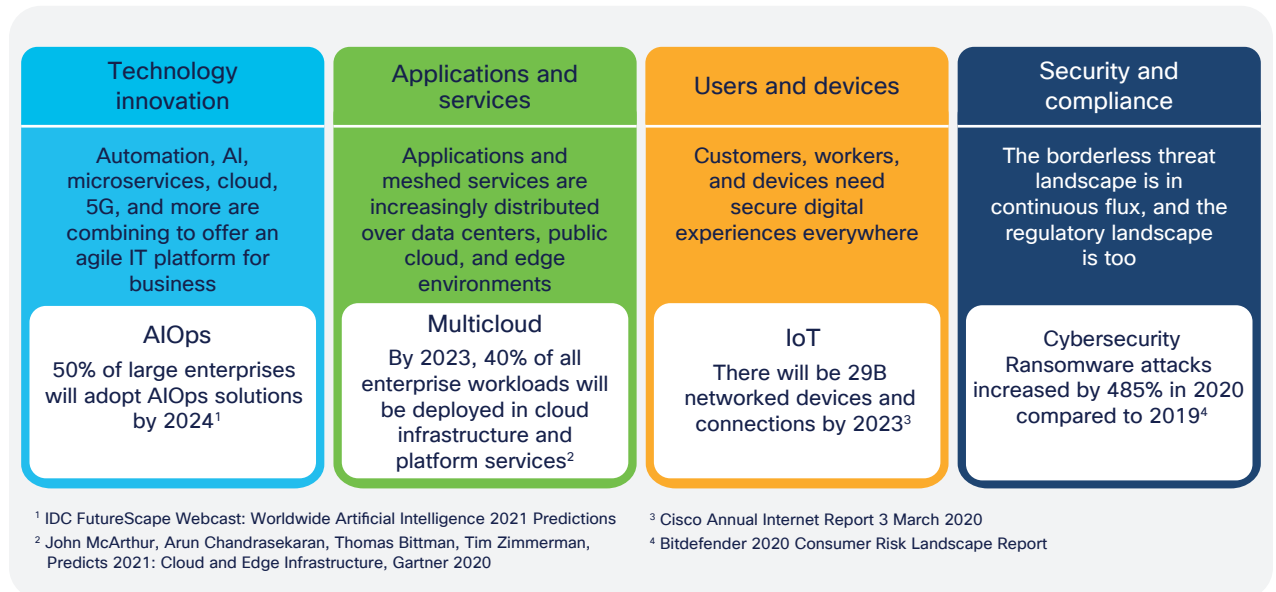 Technology
innovation
Automation, AI,
microservices, cloud,
5G, and more are
combining to offer an
agile IT platform for
business
AIOps
50% of large enterprises
will adopt AIOps solutions
by 2024¹
Applications and
services
Applications and
meshed services are
increasingly distributed
over data centers, public
cloud, and edge
environments
Multicloud
By 2023, 40% of all
enterprise workloads will
be deployed in cloud
infrastructure and
platform services²
Users and devices
Customers, workers,
and devices need
secure digital
experiences everywhere
IoT
There will be 29B
networked devices and
connections by 2023³
Security and
compliance
The borderless threat
landscape is in
continuous flux, and the
regulatory landscape
is too
Cybersecurity
Ransomware attacks
increased by 485% in 2020
compared to 2019⁴
¹ IDC FutureScape Webcast: Worldwide Artificial Intelligence 2021 Predictions
² John McArthur, Arun Chandrasekaran, Thomas Bittman, Tim Zimmerman,
Predicts 2021: Cloud and Edge Infrastructure, Gartner 2020
³ Cisco Annual Internet Report 3 March 2020
⁴ Bitdefender 2020 Consumer Risk Landscape Report